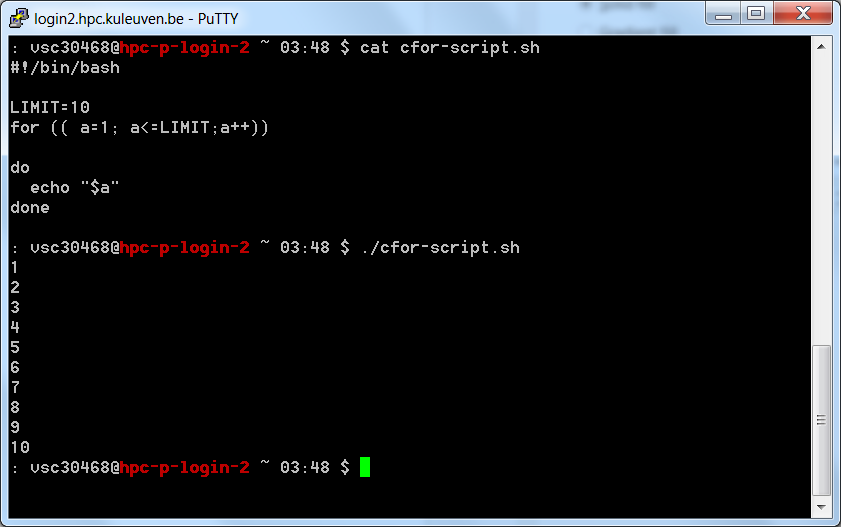 login2.hpc.kuleuven.be - PuTTY
: vsc30468@hpc-p-login-2 ~ 03:48 $ cat cfor-script.sh
#!/bin/bash
LIMIT=10
for (( a=1; a<=LIMIT;a++))
do
  echo "$a"
done
: vsc30468@hpc-p-login-2 ~ 03:48 $ ./cfor-script.sh
1
2
3
4
5
6
7
8
9
10
: vsc30468@hpc-p-login-2 ~ 03:48 $